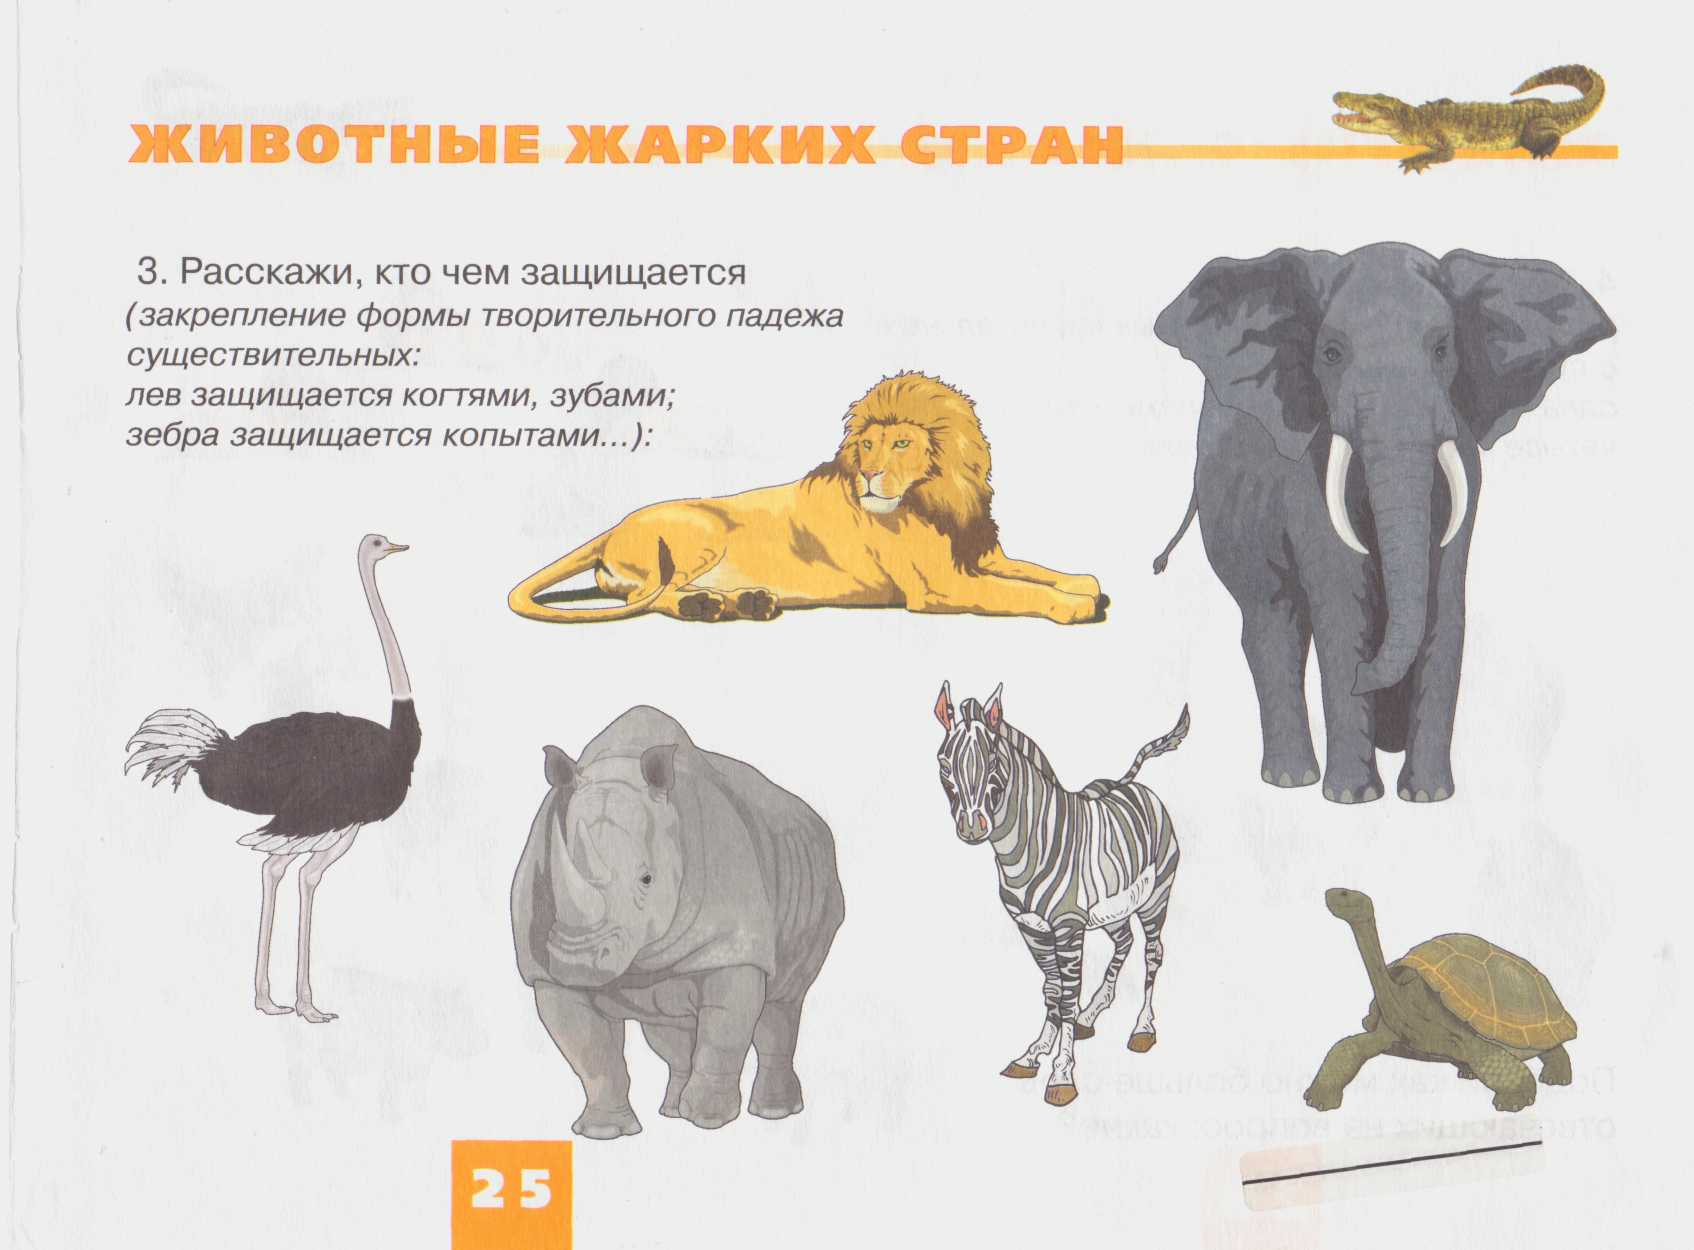 ЖИВОТНЫЕ ЖАРКИХ СТРАН
3. Расскажи, кто чем защищается
(закрепление формы творительного падежа
существительных:
лев защищается когтями, зубами;
зебра защищается копытами...):
25